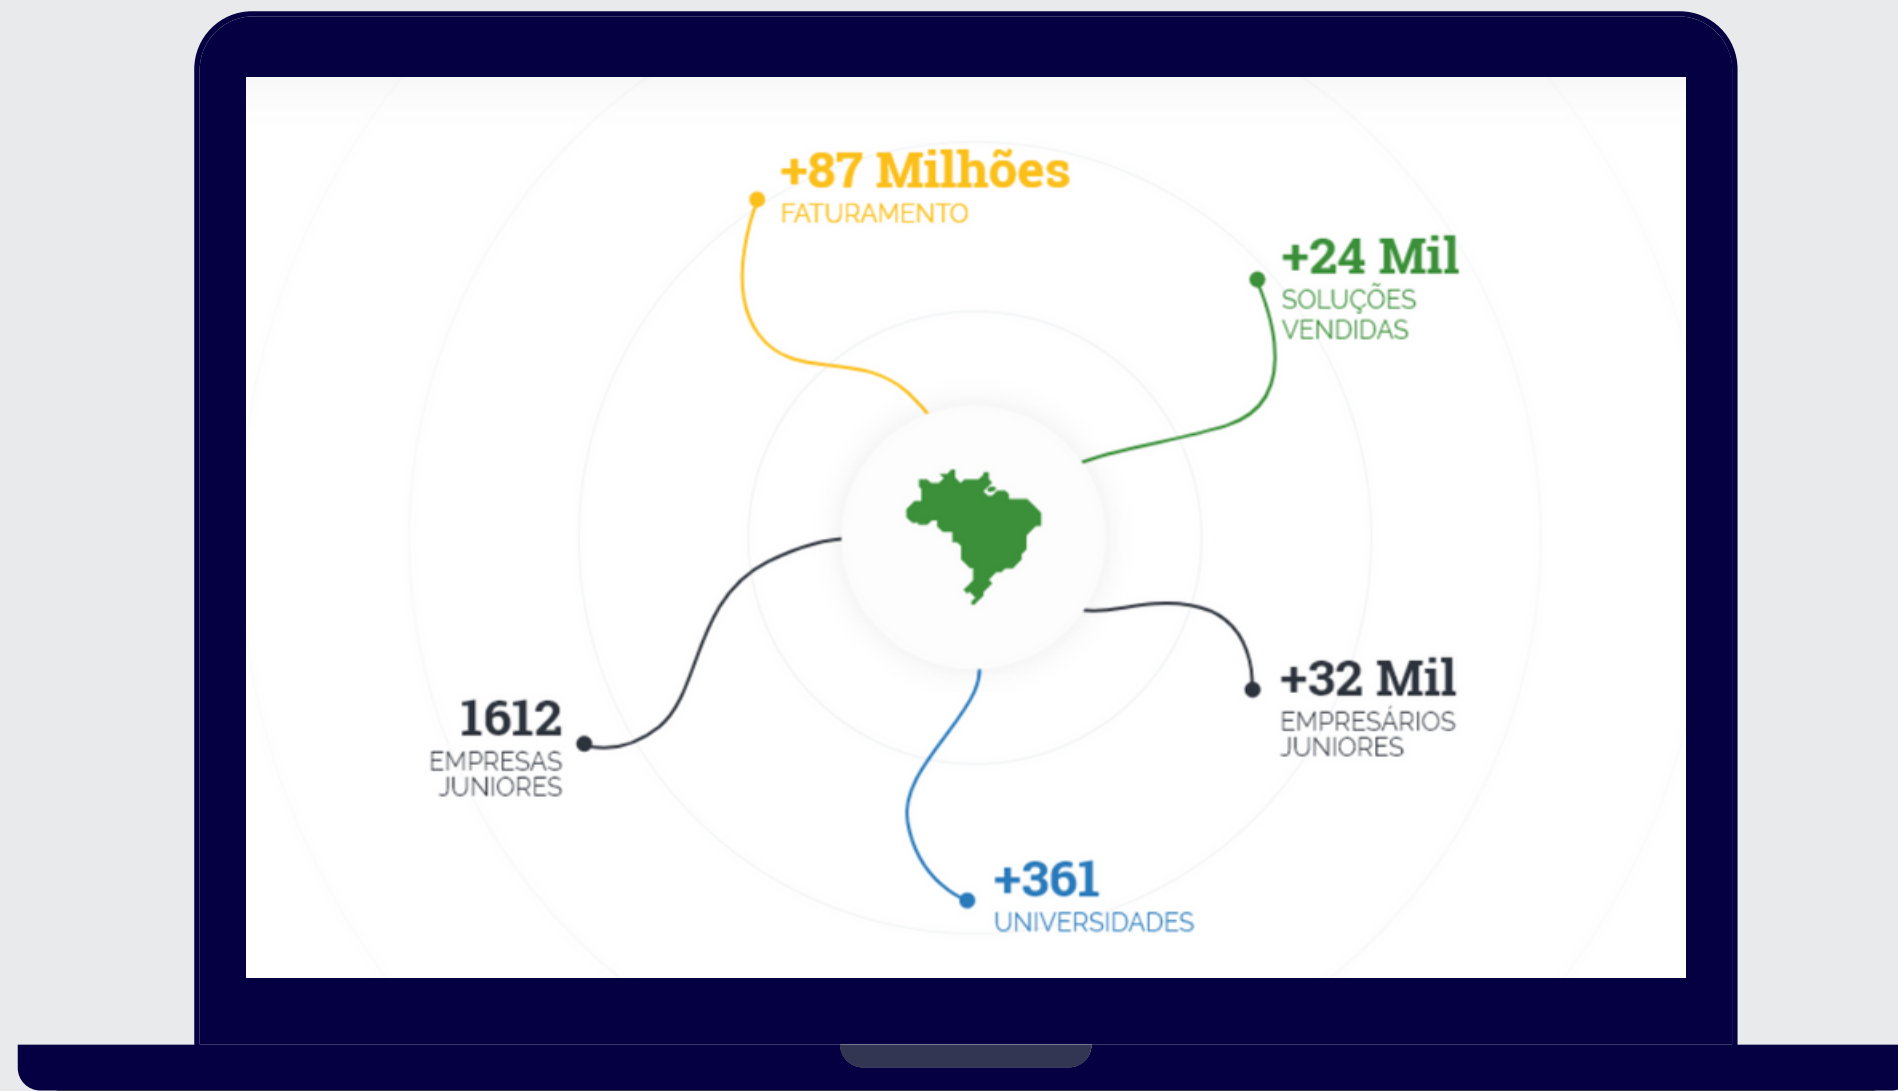 +87 Milhões
FATURAMENTO
+24 Mil
SOLUÇÕES
VENDIDAS
1612
EMPRESAS
JUNIORES
+32 Mil
EMPRESÁRIOS
JUNIORES
+361
UNIVERSIDADES